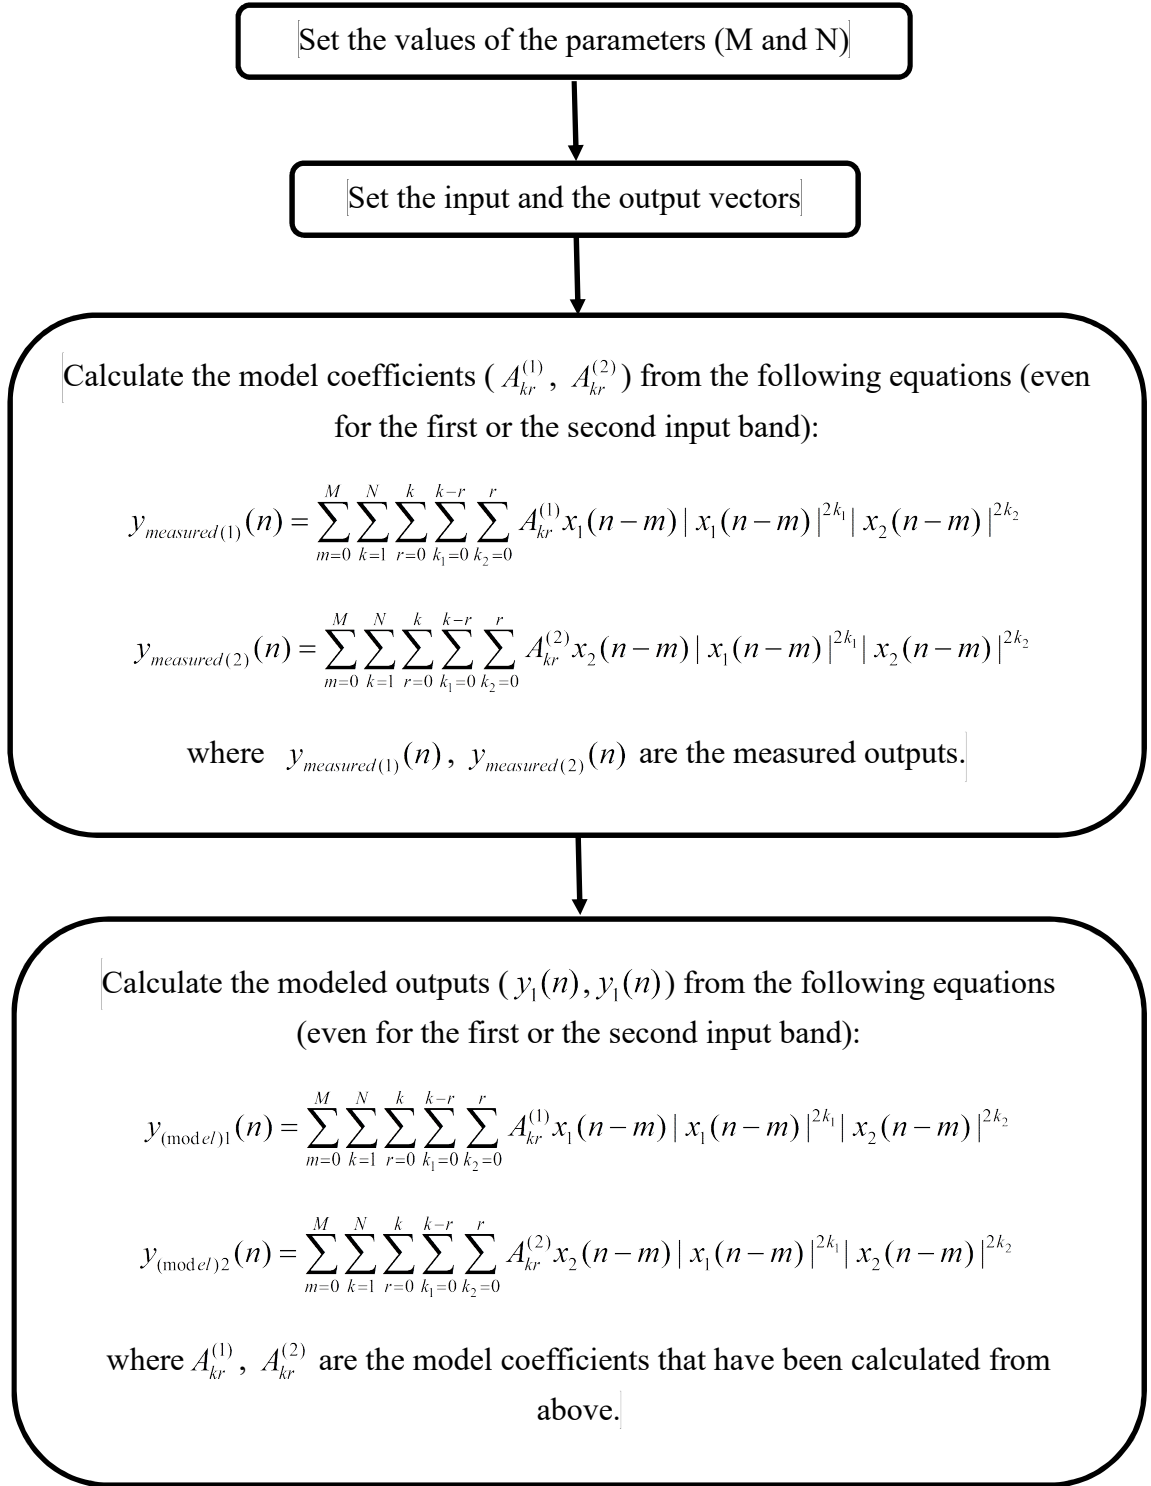 Set the values of the parameters (M and N)
Set the input and the output vectors
Calculate the model coefficients ( $A_{kr}^{(1)}$ , $A_{kr}^{(2)}$ ) from the following equations (even
for the first or the second input band):
$y_{measured(1)}(n) = \sum_{m=0}^{M} \sum_{k=1}^{N} \sum_{r=0}^{k} \sum_{k_1=0}^{k-r} \sum_{k_2=0}^{r} A_{kr}^{(1)} x_1(n-m) | x_1(n-m) |^{2k_1} | x_2(n-m) |^{2k_2}$
$y_{measured(2)}(n) = \sum_{m=0}^{M} \sum_{k=1}^{N} \sum_{r=0}^{k} \sum_{k_1=0}^{k-r} \sum_{k_2=0}^{r} A_{kr}^{(2)} x_2(n-m) | x_1(n-m) |^{2k_1} | x_2(n-m) |^{2k_2}$
where $y_{measured(1)}(n)$ , $y_{measured(2)}(n)$ are the measured outputs.
Calculate the modeled outputs ( $y_1(n), y_1(n)$ ) from the following equations
(even for the first or the second input band):
$y_{(model)1}(n) = \sum_{m=0}^{M} \sum_{k=1}^{N} \sum_{r=0}^{k} \sum_{k_1=0}^{k-r} \sum_{k_2=0}^{r} A_{kr}^{(1)} x_1(n-m) | x_1(n-m) |^{2k_1} | x_2(n-m) |^{2k_2}$
$y_{(model)2}(n) = \sum_{m=0}^{M} \sum_{k=1}^{N} \sum_{r=0}^{k} \sum_{k_1=0}^{k-r} \sum_{k_2=0}^{r} A_{kr}^{(2)} x_2(n-m) | x_1(n-m) |^{2k_1} | x_2(n-m) |^{2k_2}$
where $A_{kr}^{(1)}$ , $A_{kr}^{(2)}$ are the model coefficients that have been calculated from
above.